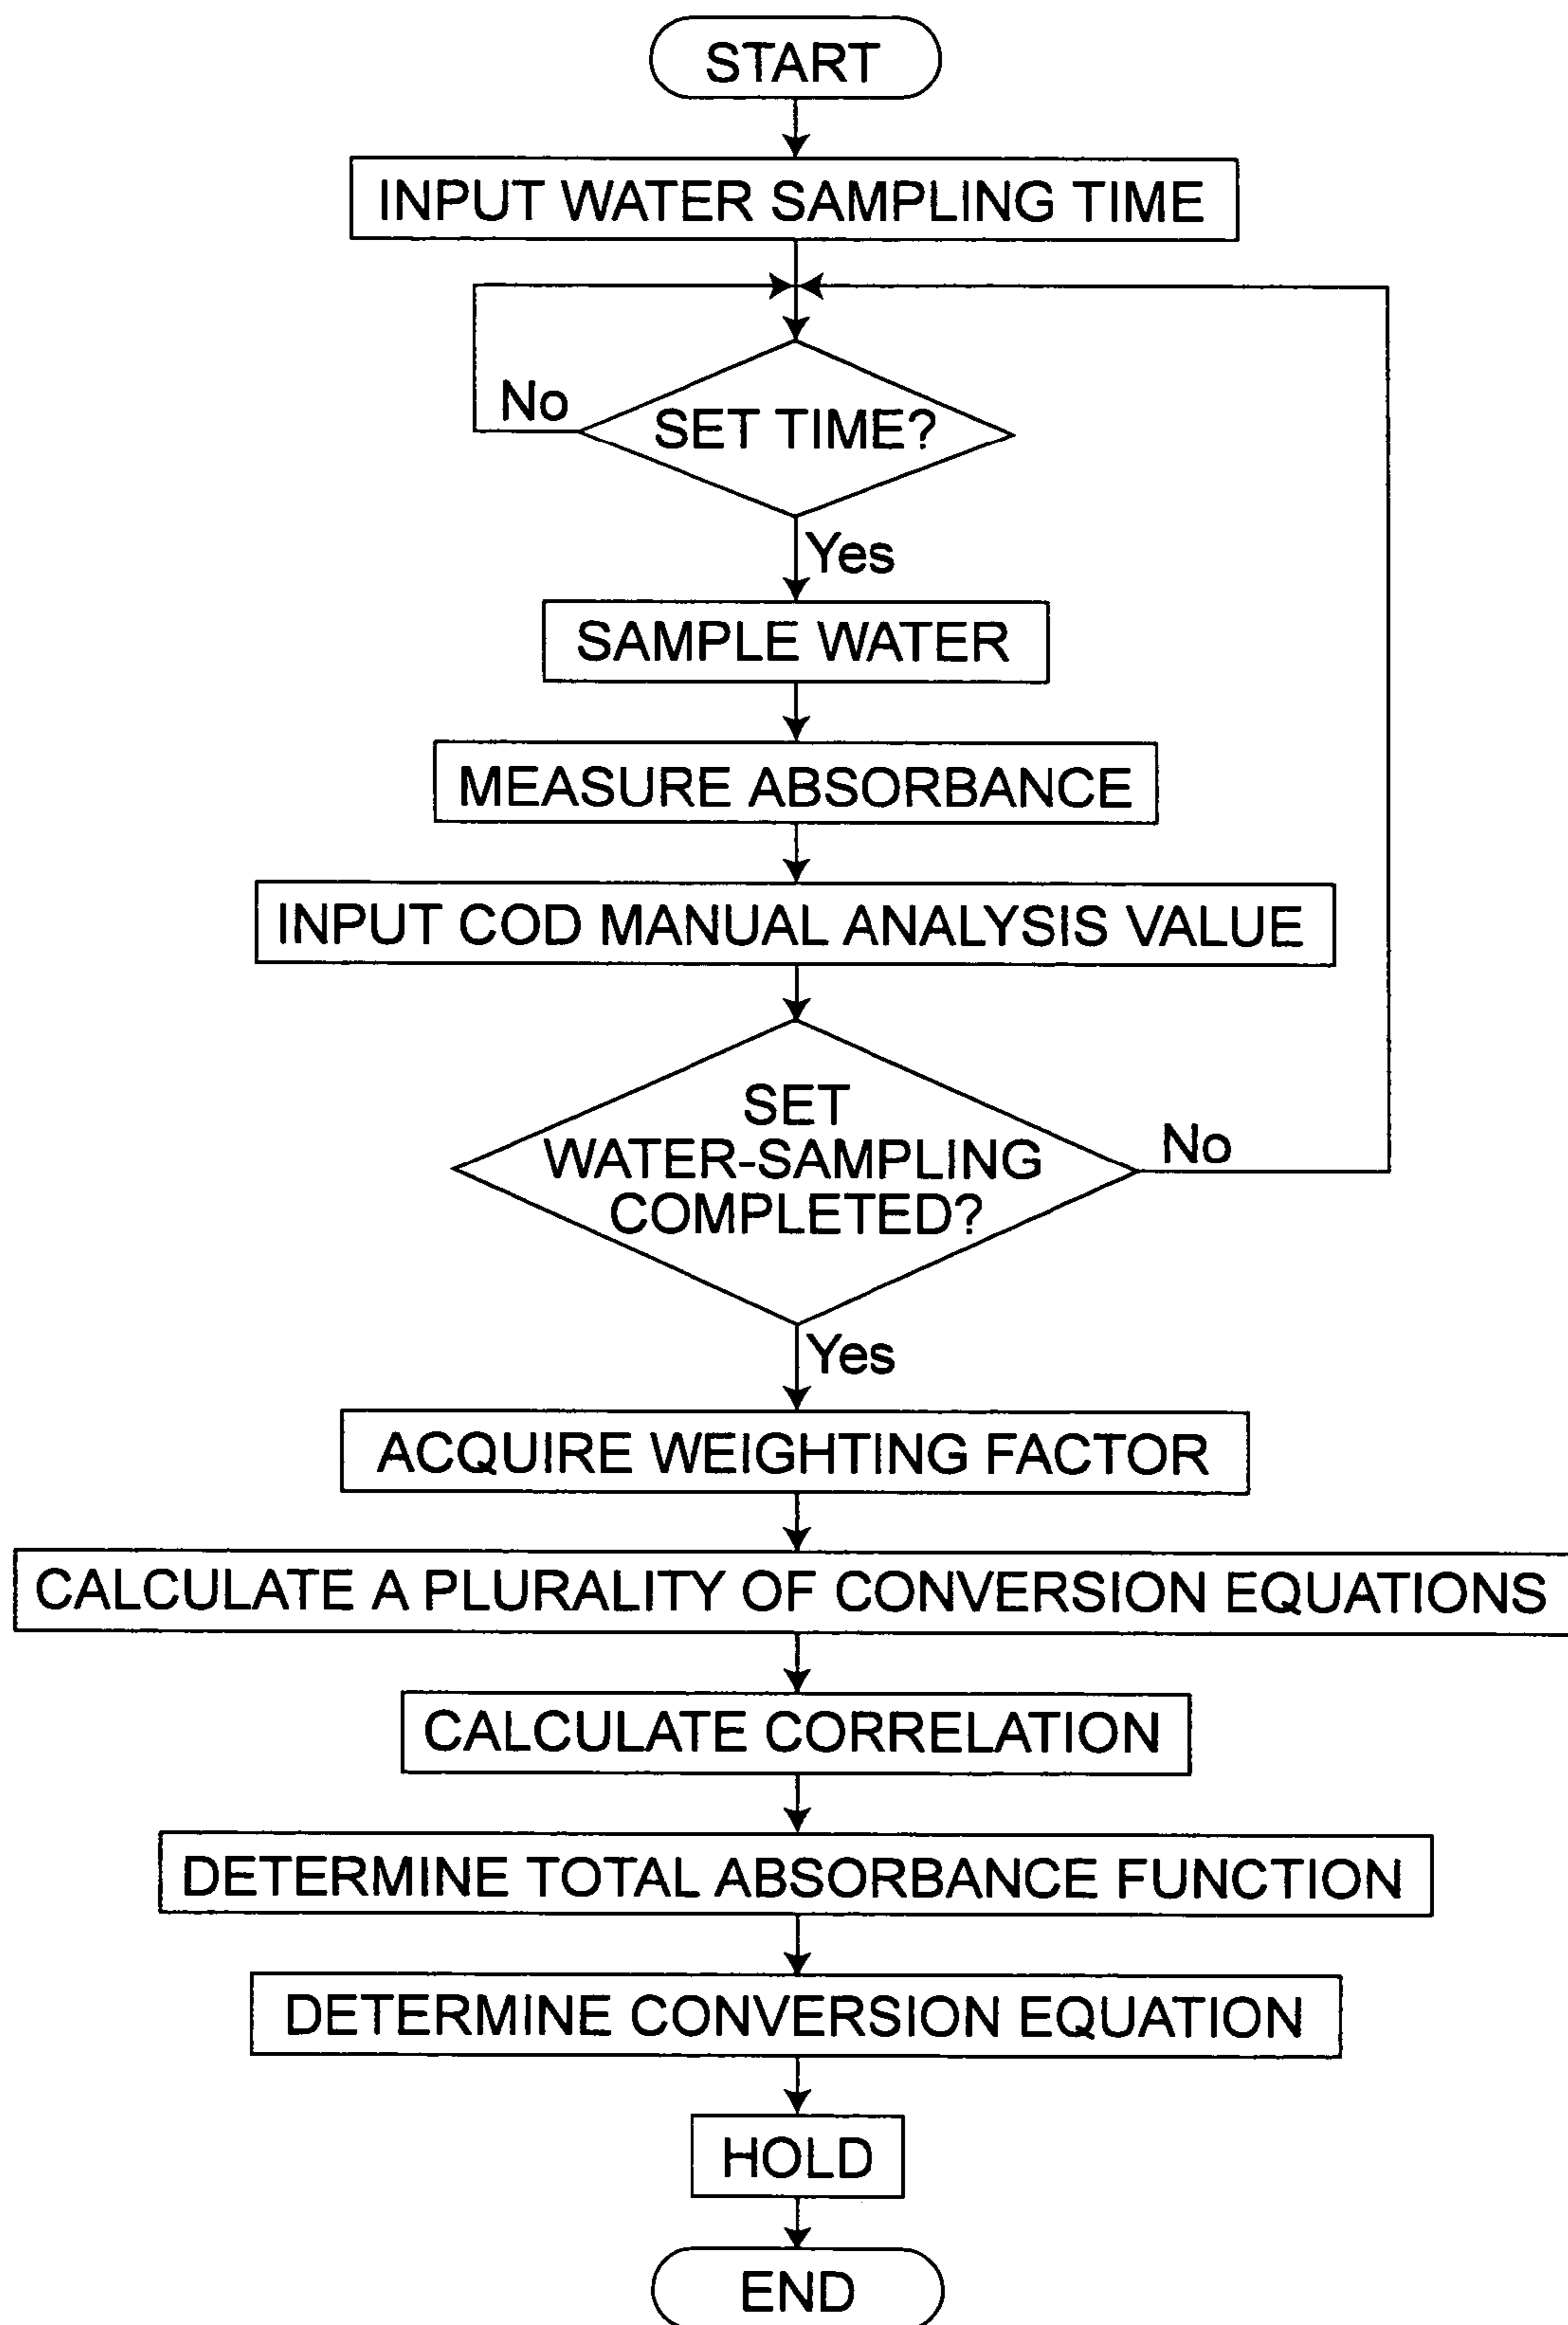 START
INPUT WATER SAMPLING TIME
No
SET TIME?
Yes
SAMPLE WATER
MEASURE ABSORBANCE
INPUT COD MANUAL ANALYSIS VALUE
SET
WATER-SAMPLING
COMPLETED?
No
Yes
ACQUIRE WEIGHTING FACTOR
CALCULATE A PLURALITY OF CONVERSION EQUATIONS
CALCULATE CORRELATION
DETERMINE TOTAL ABSORBANCE FUNCTION
DETERMINE CONVERSION EQUATION
HOLD
END